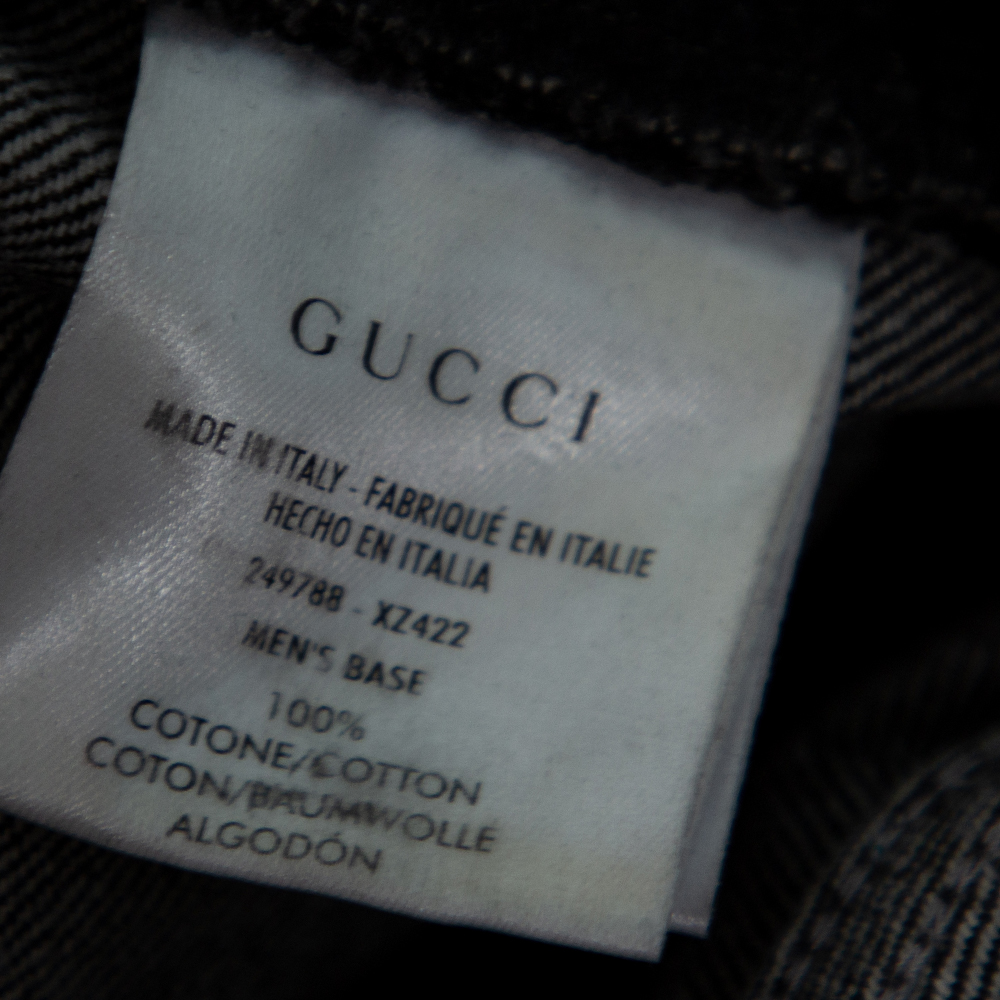 GUCCI
MADE IN ITALY - FABRIQUÉ EN ITALIE
HECHO EN ITALIA
249788 - XZ422
MEN'S BASE
100%
COTONE/COTTON
COTON/BAUMWOLLE
ALGODÓN